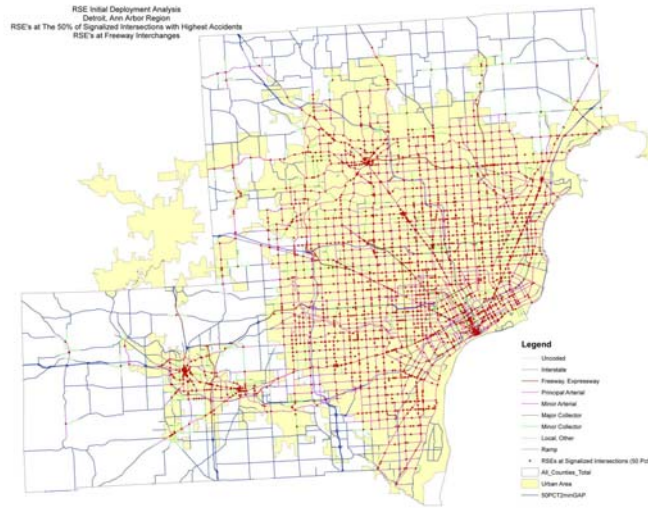 RSE Initial Deployment Analysis
Detroit, Ann Arbor Region
RSE's at The 50% of Signalized Intersections with Highest Accidents
RSE's at Freeway Interchanges
Legend
Uncoded
Interstate
Freeway, Expressway
Principal Arterial
Minor Arterial
Major Collector
Minor Collector
Local, Other
Ramp
RSEs at Signalized Intersections (50 Pct
All_Counties_Total
Urban Area
50PCT2minGAP